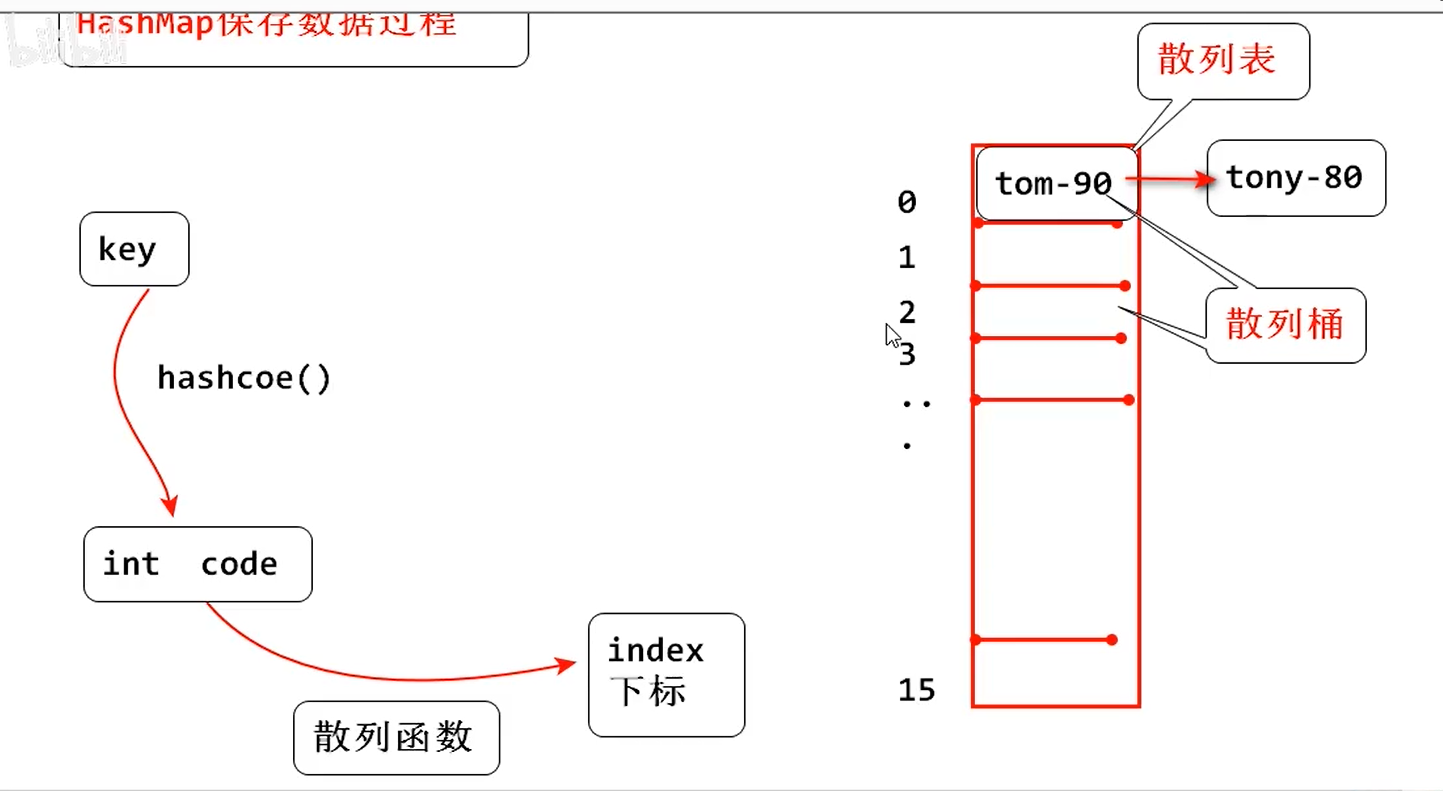 HashMap保存数据过程
bilibili
散列表
tom-90
tony-80
0
1
2
3
..
.
15
散列桶
key
hashcoe()
int code
index
下标
散列函数